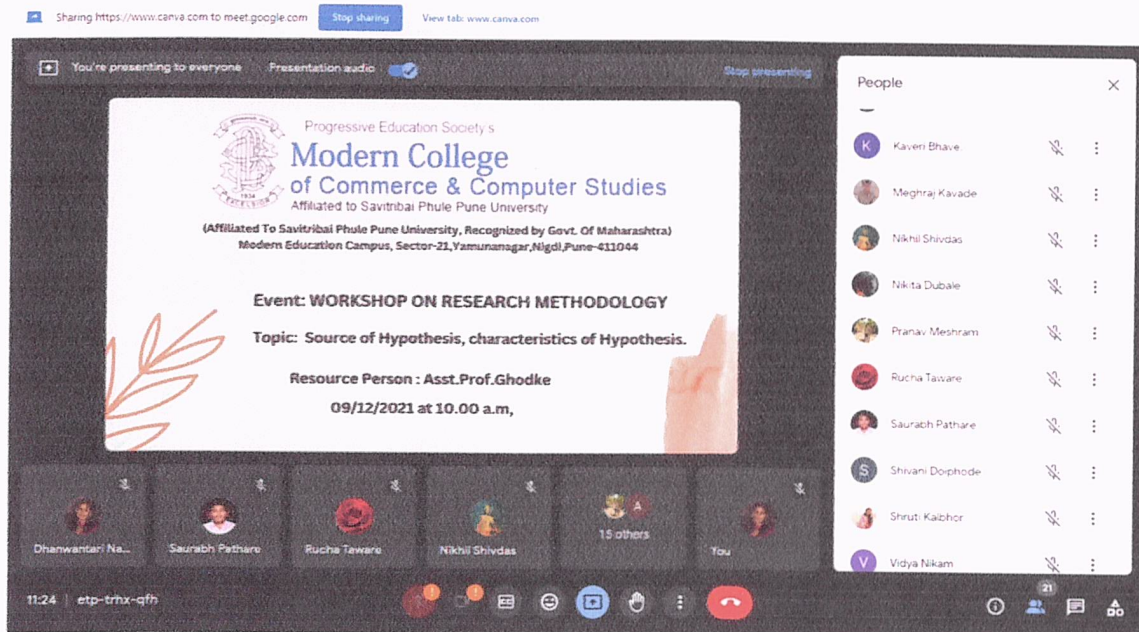 Sharing https://www.canva.com to meet.google.com
Stop sharing
View tab: www.canva.com
You're presenting to everyone
Presentation audio
Stop presenting
Progressive Education Society's
Modern College
of Commerce & Computer Studies
Affiliated to Savitribai Phule Pune University
(Affiliated To Savitribai Phule Pune University, Recognized by Govt. Of Maharashtra)
Modern Education Campus, Sector-21,Yamunanagar,Nigdi,Pune-411044
Event: WORKSHOP ON RESEARCH METHODOLOGY
Topic: Source of Hypothesis, characteristics of Hypothesis.
Resource Person : Asst.Prof.Ghodke
09/12/2021 at 10.00 a.m,
1934
EXCELSIOR
People
K
Kaveri Bhave
Meghraj Kavade
Nikhil Shivdas
Nikita Dubale
Pranav Meshram
Rucha Taware
Saurabh Pathare
S
Shivani Doiphode
Shruti Kalbhor
V
Vidya Nikam
Dhanwantari Na...
Saurabh Pathare
Rucha Taware
Nikhil Shivdas
A
15 others
You
11:24 | etp-trhx-qfh
CC
21